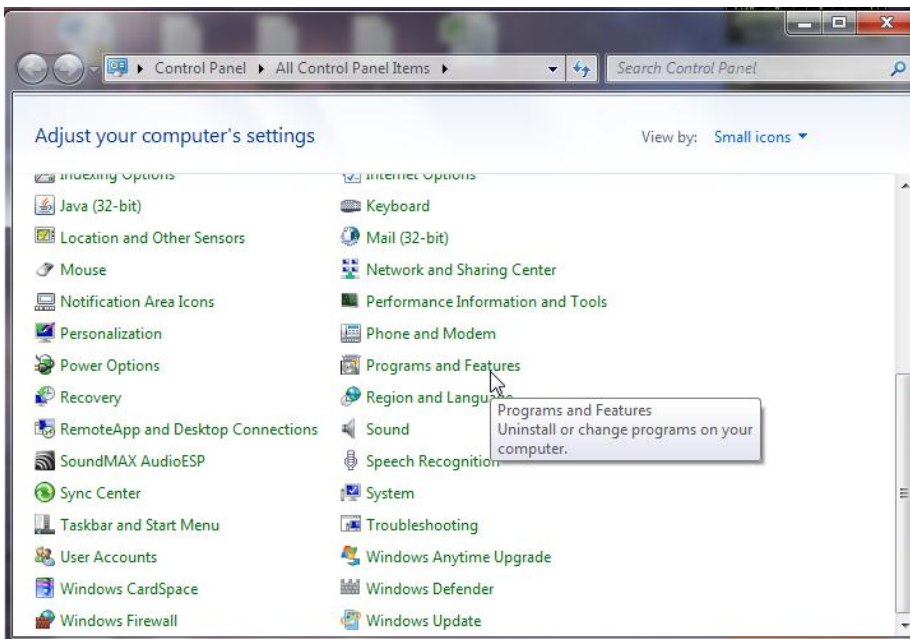 Control Panel All Control Panel Items Search Control Panel
Adjust your computer's settings View by: Small icons
Indexing Options Internet Options
Java (32-bit) Keyboard
Location and Other Sensors Mail (32-bit)
Mouse Network and Sharing Center
Notification Area Icons Performance Information and Tools
Personalization Phone and Modem
Power Options Programs and Features
Recovery Region and Language
RemoteApp and Desktop Connections Sound
SoundMAX AudioESP Speech Recognition
Sync Center System
Taskbar and Start Menu Troubleshooting
User Accounts Windows Anytime Upgrade
Windows CardSpace Windows Defender
Windows Firewall Windows Update
Programs and Features
Uninstall or change programs on your
computer.